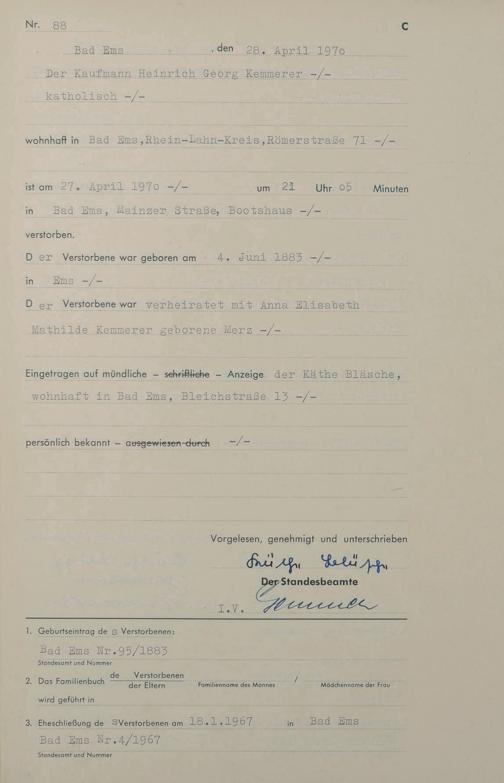 Nr. 88 C
Bad Ems , den 28. April 1970
Der Kaufmann Heinrich Georg Kemmerer -/-
katholisch -/-
wohnhaft in Bad Ems,Rhein-Lahn-Kreis,Römerstraße 71 -/-
ist am 27. April 1970 -/- um 21 Uhr 05 Minuten
in Bad Ems, Mainzer Straße, Bootshaus -/-
verstorben.
D er Verstorbene war geboren am 4. Juni 1883 -/-
in Ems -/-
D er Verstorbene war verheiratet mit Anna Elisabeth
Mathilde Kemmerer geborene Merz -/-
Eingetragen auf mündliche – schriftliche – Anzeige der Käthe Bläsche,
wohnhaft in Bad Ems, Bleichstraße 13 -/-
persönlich bekannt – ausgewiesen durch -/-
Vorgelesen, genehmigt und unterschrieben
Käthe Bläsche
Der Standesbeamte
I.V.
1. Geburtseintrag de s Verstorbenen:
Bad Ems Nr.95/1883
Standesamt und Nummer
2. Das Familienbuch de Verstorbenen / der Eltern Familienname des Mannes / Mädchenname der Frau
wird geführt in
3. Eheschließung de s Verstorbenen am 18.1.1967 in Bad Ems
Bad Ems Nr.4/1967
Standesamt und Nummer